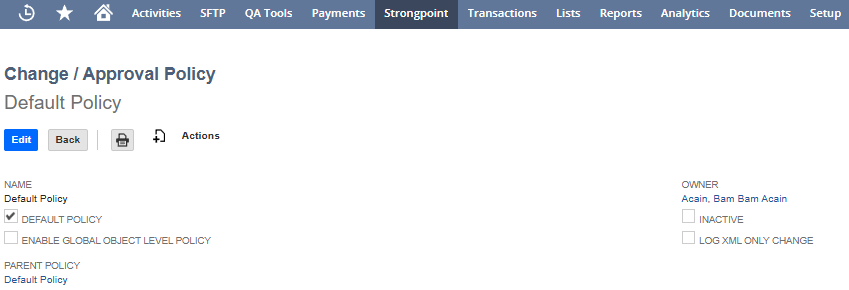 Activities SFTP QA Tools Payments Strongpoint Transactions Lists Reports Analytics Documents Setup
Change / Approval Policy
Default Policy
Edit Back Actions
NAME
Default Policy
DEFAULT POLICY
ENABLE GLOBAL OBJECT LEVEL POLICY
PARENT POLICY
Default Policy
OWNER
Acain, Bam Bam Acain
INACTIVE
LOG XML ONLY CHANGE